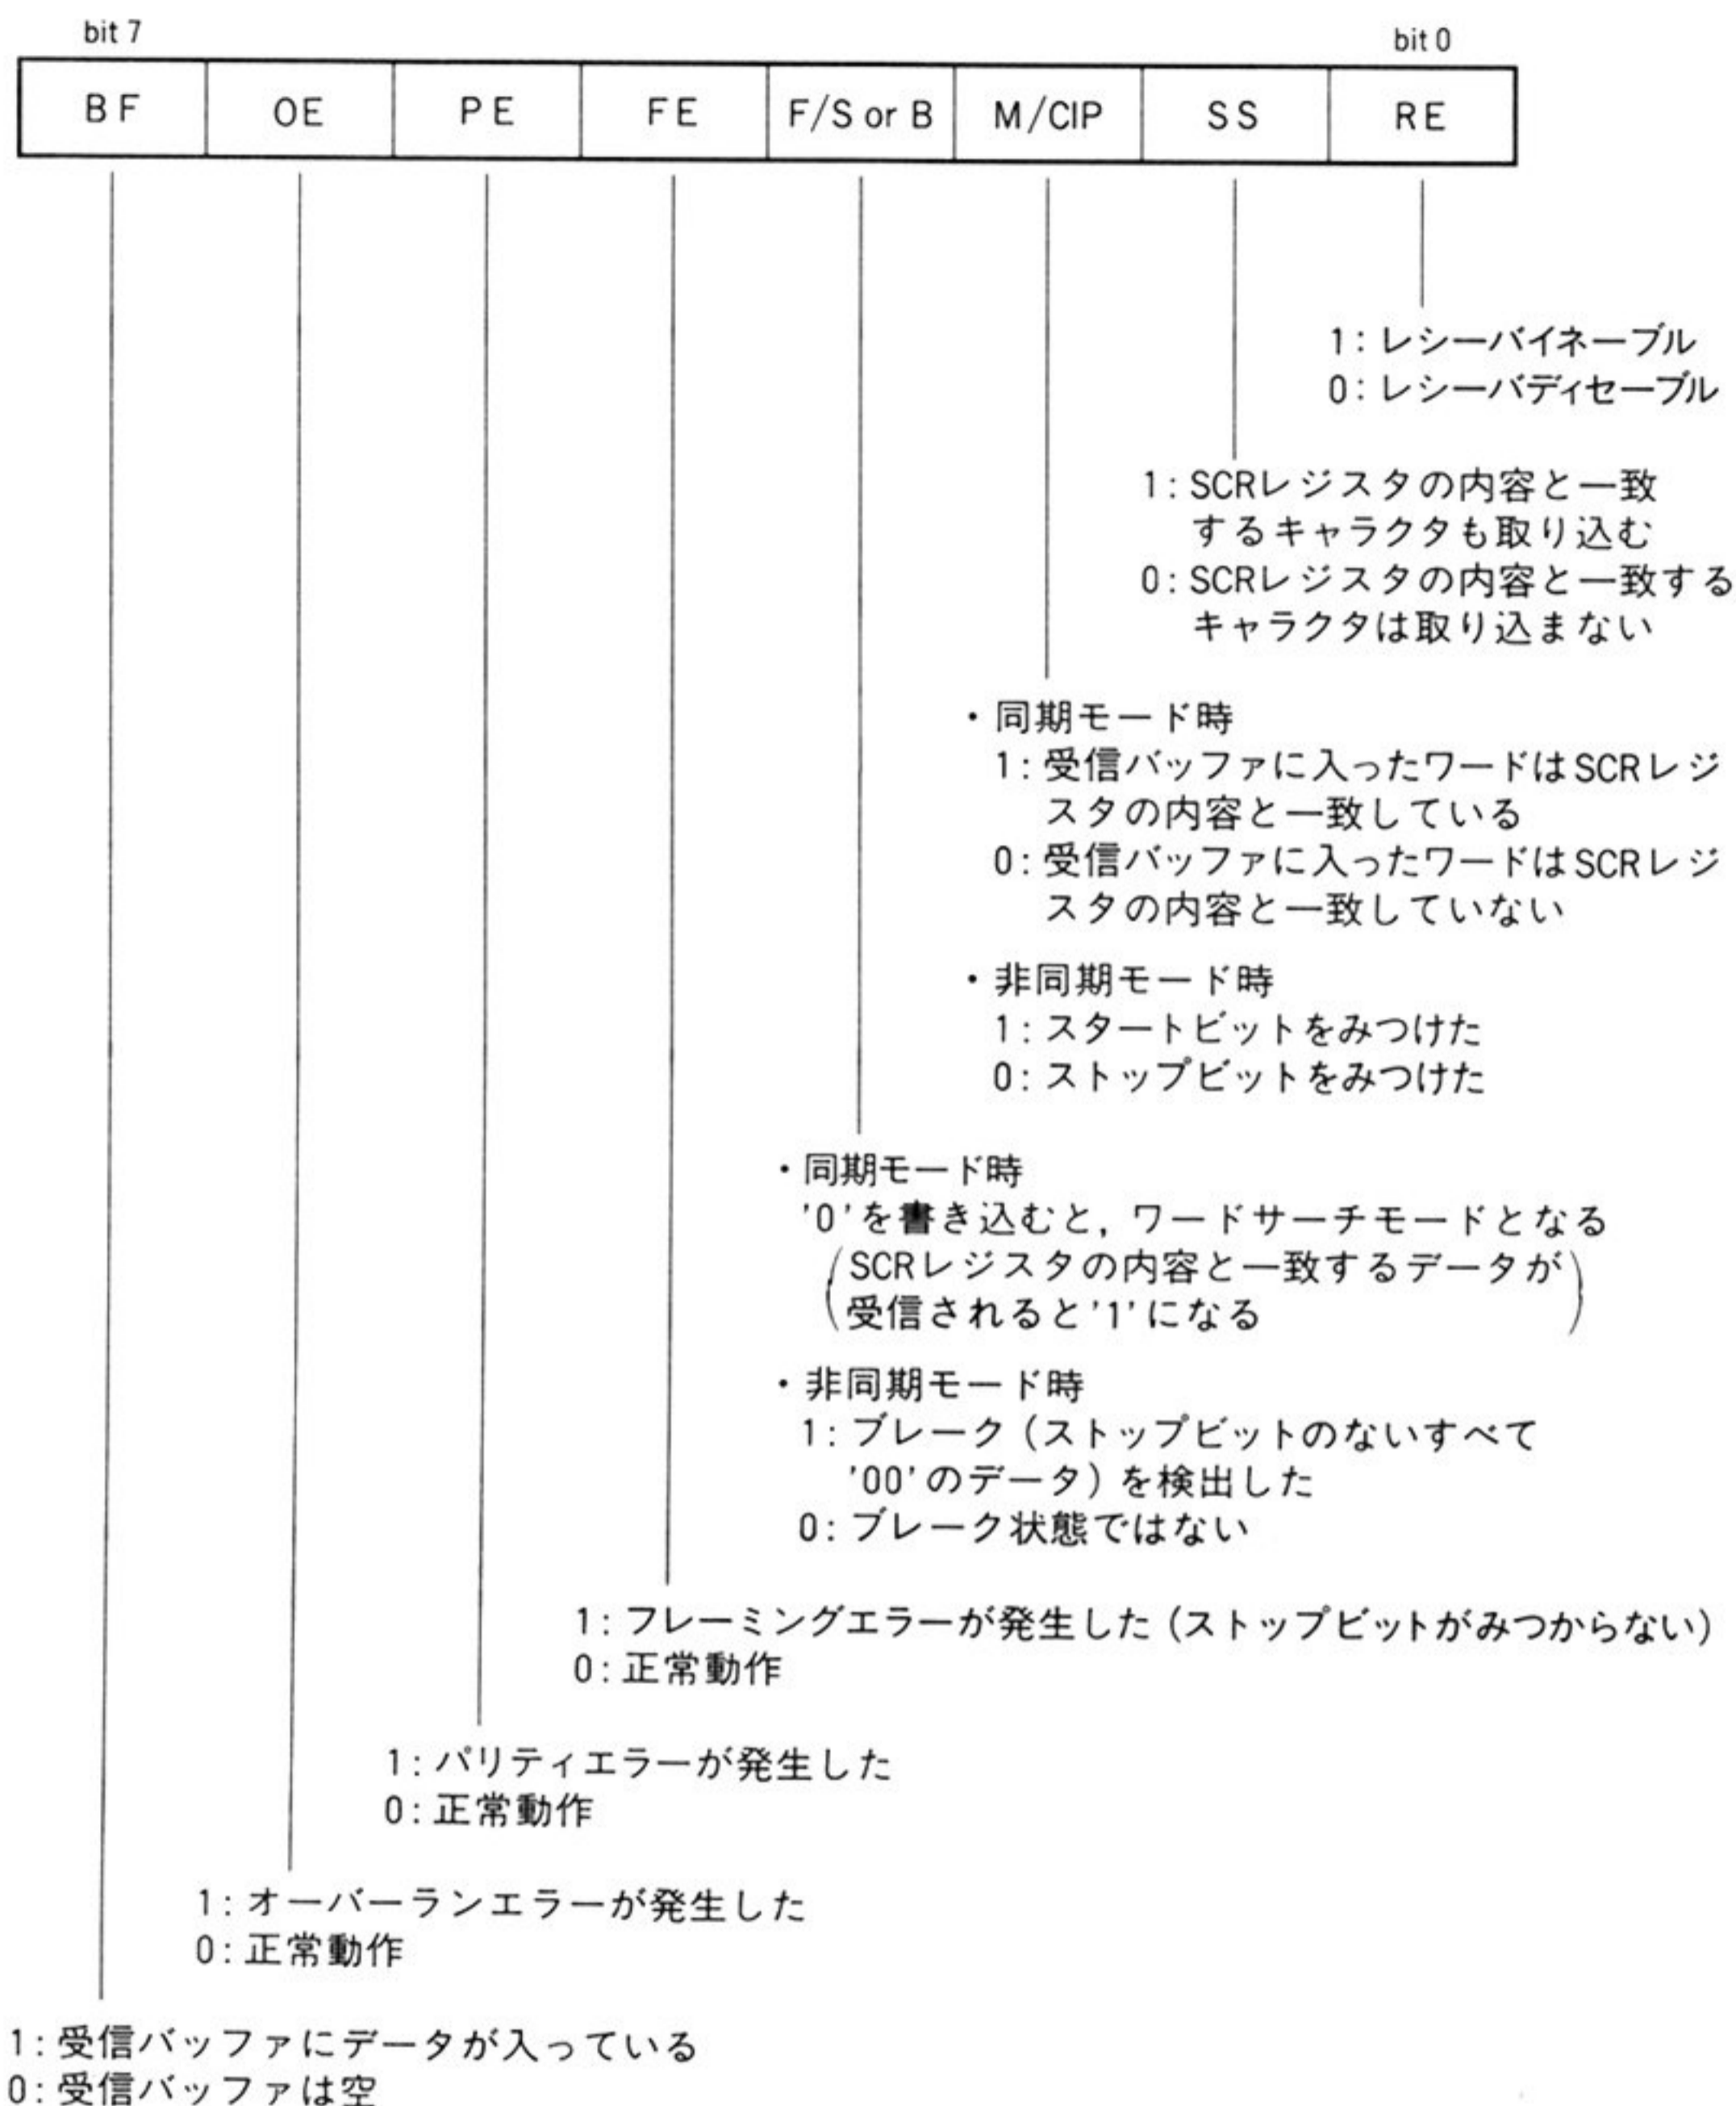 bit 7
bit 0
BF OE PE FE F/S or B M/CIP SS RE
1: レシーバイネーブル
0: レシーバディセーブル
1: SCRレジスタの内容と一致
するキャラクタも取り込む
0: SCRレジスタの内容と一致する
キャラクタは取り込まない
・同期モード時
1: 受信バッファに入ったワードはSCRレジ
スタの内容と一致している
0: 受信バッファに入ったワードはSCRレジ
スタの内容と一致していない
・非同期モード時
1: スタートビットをみつけた
0: ストップビットをみつけた
・同期モード時
'0'を書き込むと, ワードサーチモードとなる
(SCRレジスタの内容と一致するデータが
受信されると'1'になる)
・非同期モード時
1: ブレーク (ストップビットのないすべて
'00'のデータ) を検出した
0: ブレーク状態ではない
1: フレーミングエラーが発生した (ストップビットがみつからない)
0: 正常動作
1: パリティエラーが発生した
0: 正常動作
1: オーバーランエラーが発生した
0: 正常動作
1: 受信バッファにデータが入っている
0: 受信バッファは空